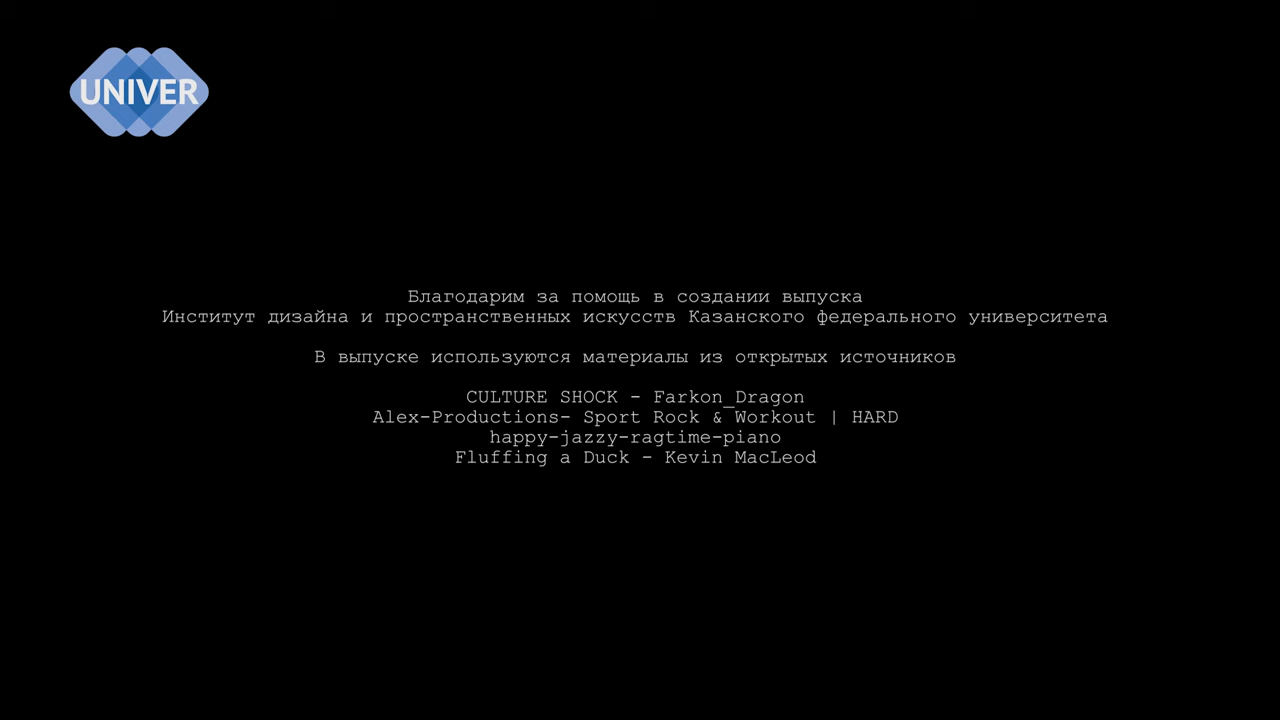 UNIVER
Благодарим за помощь в создании выпуска
Институт дизайна и пространственных искусств Казанского федерального университета
В выпуске используются материалы из открытых источников
CULTURE SHOCK - Farkon_Dragon
Alex-Productions- Sport Rock & Workout | HARD
happy-jazzy-ragtime-piano
Fluffing a Duck - Kevin MacLeod